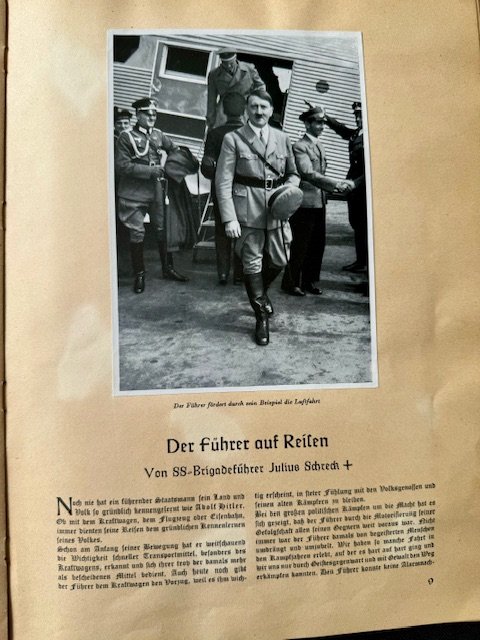 Der Führer fördert durch sein Beispiel die Luftfahrt
Der Führer auf Reisen
Von SS-Brigadeführer Julius Schreck +
Noch nie hat ein führender Staatsmann sein Land und
Volk so gründlich kennengelernt wie Adolf Hitler.
Ob mit dem Kraftwagen, dem Flugzeug oder Eisenbahn,
immer dienten seine Reisen dem gründlichen Kennenlernen
seines Volkes.
Schon am Anfang seiner Bewegung hat er weitschauend
die Wichtigkeit schneller Transportmittel, besonders des
Kraftwagens, erkannt und sich ihrer trotz der damals mehr
als bescheidenen Mittel bedient. Auch heute noch gibt
der Führer dem Kraftwagen den Vorzug, weil es ihm wich-
tig erscheint, in steter Fühlung mit den Volksgenossen und
seinen alten Kämpfern zu bleiben.
Bei den großen politischen Kämpfen um die Macht hat es
sich gezeigt, daß der Führer durch die Motorisierung seiner
Gefolgschaft allen seinen Gegnern weit voraus war. Nicht
immer war der Führer damals von begeisterten Menschen
umdrängt und umjubelt. Wie haben so manche Fahrt in
den Kampfjahren erlebt, auf der es hart auf hart ging und
wir uns nur durch Geistesgegenwart und mit Gewalt den Weg
erkämpfen konnten. Den Führer konnte keine Alarmnach-
9